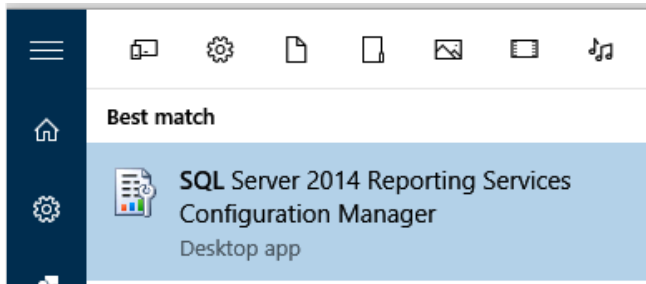 Best match
SQL Server 2014 Reporting Services
Configuration Manager
Desktop app